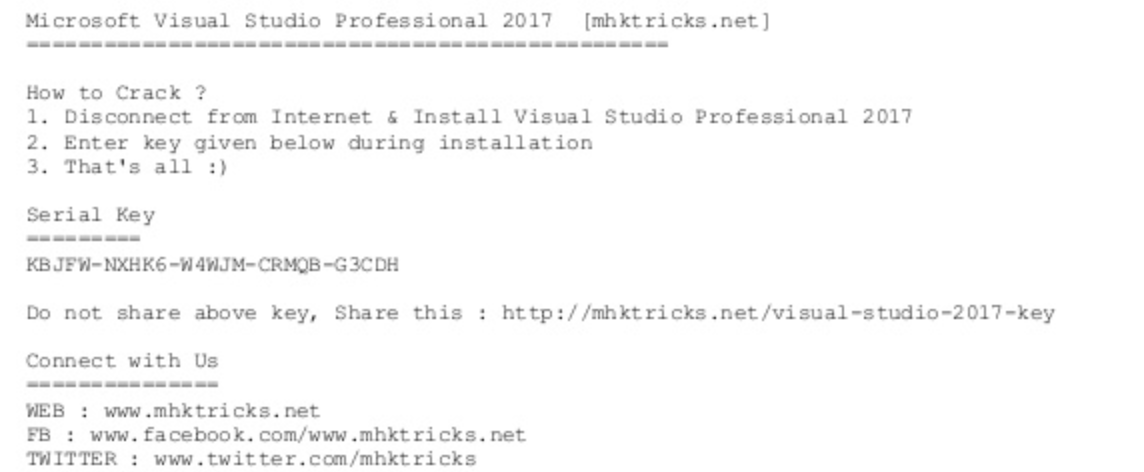 Microsoft Visual Studio Professional 2017 [mhktricks.net]
==================================================
How to Crack ?
1. Disconnect from Internet & Install Visual Studio Professional 2017
2. Enter key given below during installation
3. That's all :)
Serial Key
=========
KBJFW-NXHK6-W4WJM-CRMQB-G3CDH
Do not share above key, Share this : http://mhktricks.net/visual-studio-2017-key
Connect with Us
===============
WEB : www.mhktricks.net
FB : www.facebook.com/www.mhktricks.net
TWITTER : www.twitter.com/mhktricks